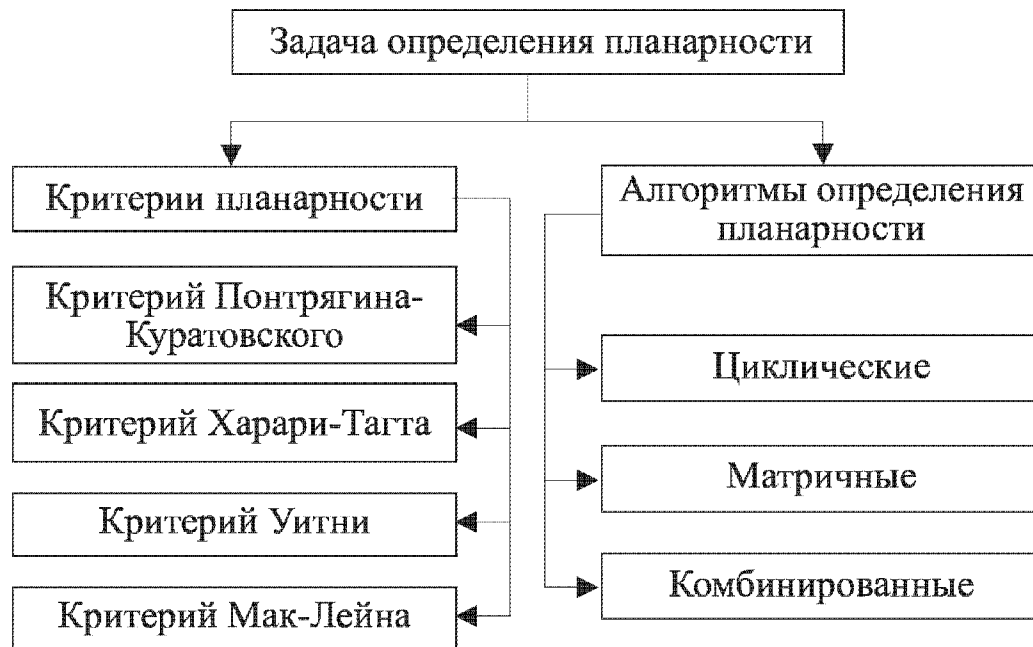 Задача определения планарности
Критерии планарности
Критерий Понтрягина-
Куратовского
Критерий Харари-Тагта
Критерий Уитни
Критерий Мак-Лейна
Алгоритмы определения
планарности
Циклические
Матричные
Комбинированные